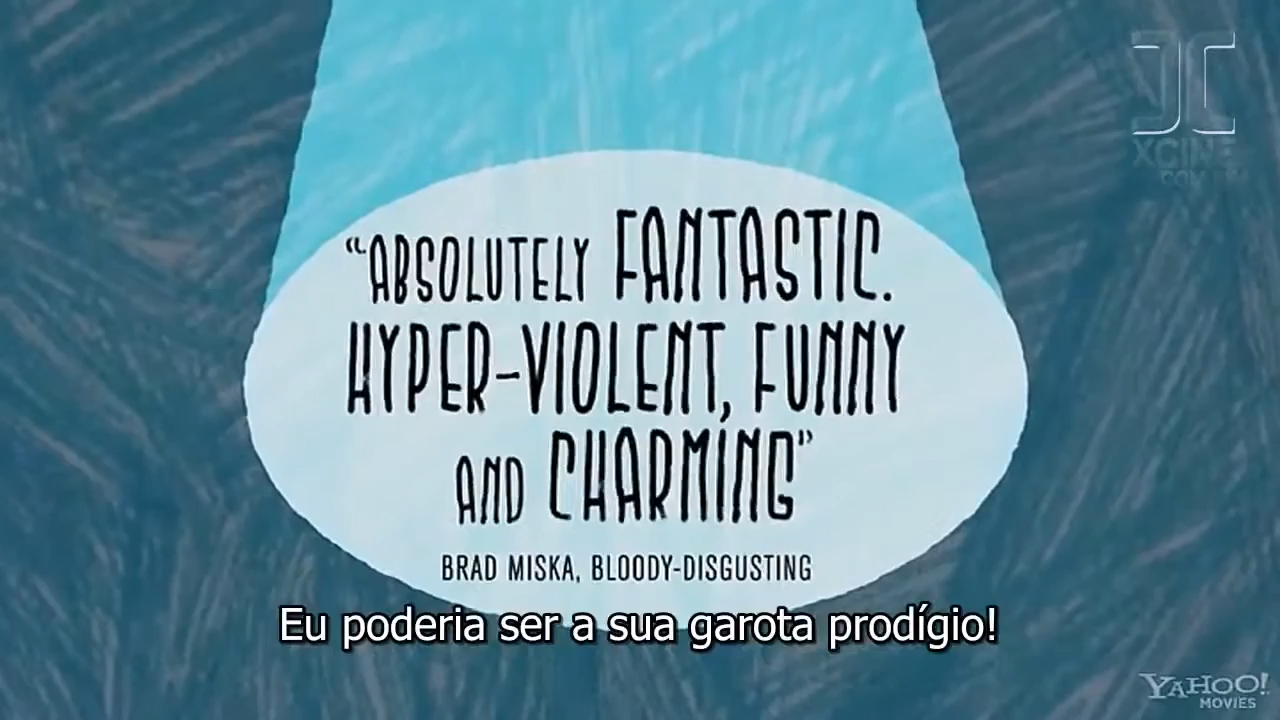 XCINE
"ABSOLUTELY FANTASTIC.
HYPER-VIOLENT, FUNNY
AND CHARMING"
BRAD MISKA, BLOODY-DISGUSTING
Eu poderia ser a sua garota prodígio!
YAHOO!
MOVIES